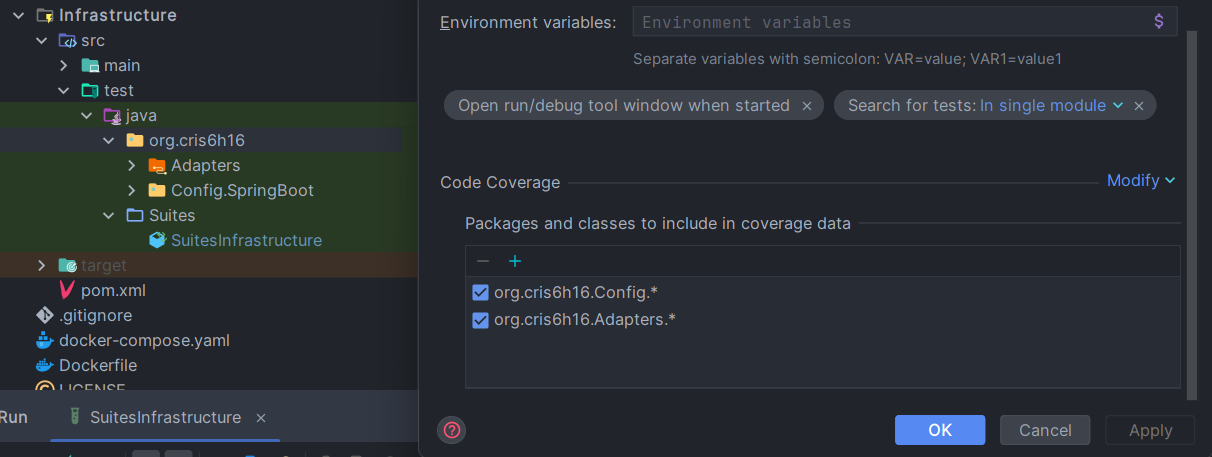 Infrastructure
src
main
test
java
org.cris6h16
Adapters
Config.SpringBoot
Suites
SuitesInfrastructure
target
pom.xml
.gitignore
docker-compose.yaml
Dockerfile
LICENSE
Run
SuitesInfrastructure
Environment variables:
Environment variables
$
Separate variables with semicolon: VAR=value; VAR1=value1
Open run/debug tool window when started
Search for tests: In single module
Code Coverage
Modify
Packages and classes to include in coverage data
org.cris6h16.Config.*
org.cris6h16.Adapters.*
?
OK
Cancel
Apply